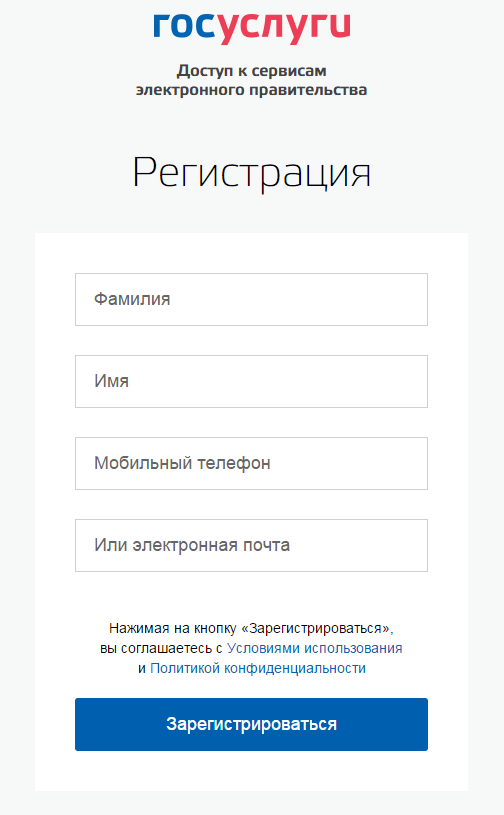 госуслуги
Доступ к сервисам
электронного правительства
Регистрация
Фамилия
Имя
Мобильный телефон
Или электронная почта
Нажимая на кнопку «Зарегистрироваться»,
вы соглашаетесь с Условиями использования
и Политикой конфиденциальности
Зарегистрироваться